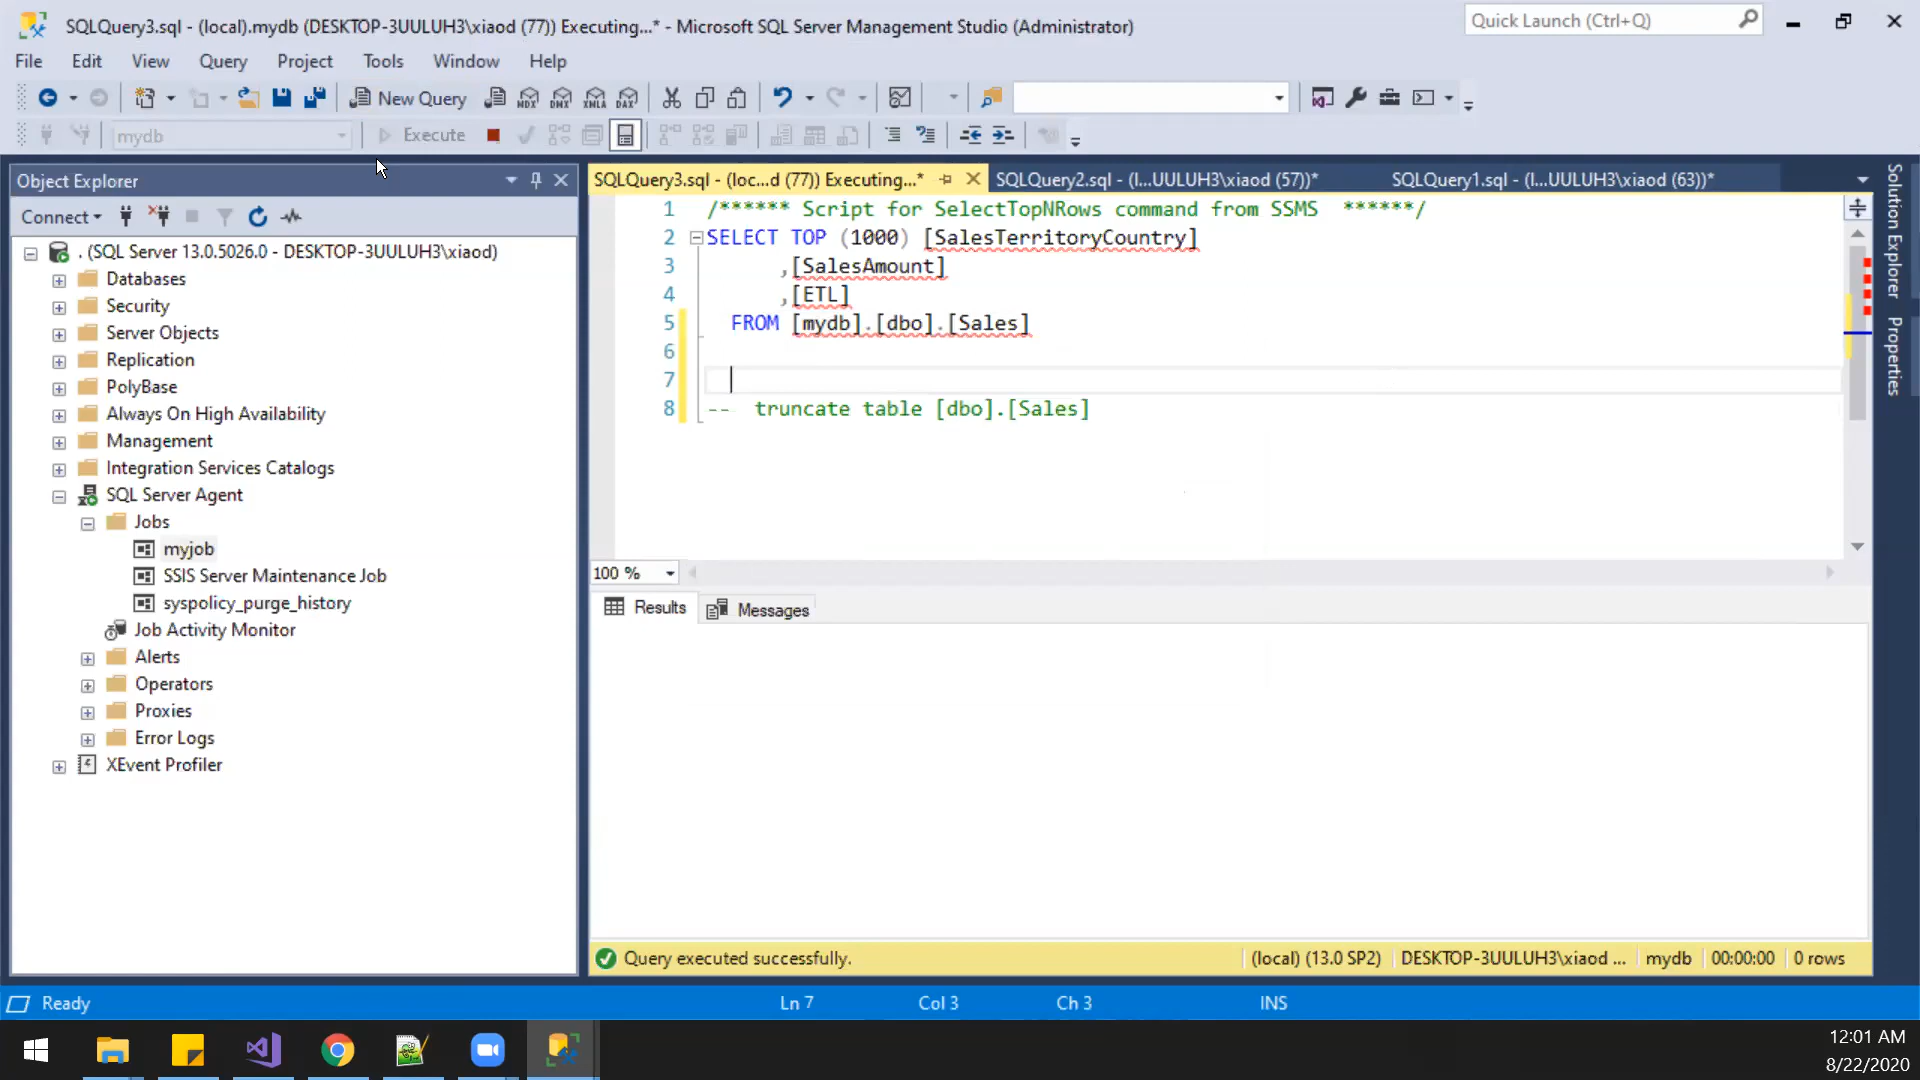 SQLQuery3.sql - (local).mydb (DESKTOP-3UULUH3\xiaod (77)) Executing...* - Microsoft SQL Server Management Studio (Administrator)
Quick Launch (Ctrl+Q)
File Edit View Query Project Tools Window Help
New Query
MDX DMX XMLA DAX
mydb
Execute
Object Explorer
Connect
. (SQL Server 13.0.5026.0 - DESKTOP-3UULUH3\xiaod)
Databases
Security
Server Objects
Replication
PolyBase
Always On High Availability
Management
Integration Services Catalogs
SQL Server Agent
Jobs
myjob
SSIS Server Maintenance Job
syspolicy_purge_history
Job Activity Monitor
Alerts
Operators
Proxies
Error Logs
XEvent Profiler
SQLQuery3.sql - (loc...d (77)) Executing...*
SQLQuery2.sql - (l...UULUH3\xiaod (57))*
SQLQuery1.sql - (l...UULUH3\xiaod (63))*
1 /****** Script for SelectTopNRows command from SSMS ******/
2 SELECT TOP (1000) [SalesTerritoryCountry]
3 ,[SalesAmount]
4 ,[ETL]
5 FROM [mydb].[dbo].[Sales]
6
7
8 -- truncate table [dbo].[Sales]
100 %
Results Messages
Query executed successfully.
(local) (13.0 SP2) DESKTOP-3UULUH3\xiaod ... mydb 00:00:00 0 rows
Solution Explorer
Properties
Ready Ln 7 Col 3 Ch 3 INS
12:01 AM
8/22/2020